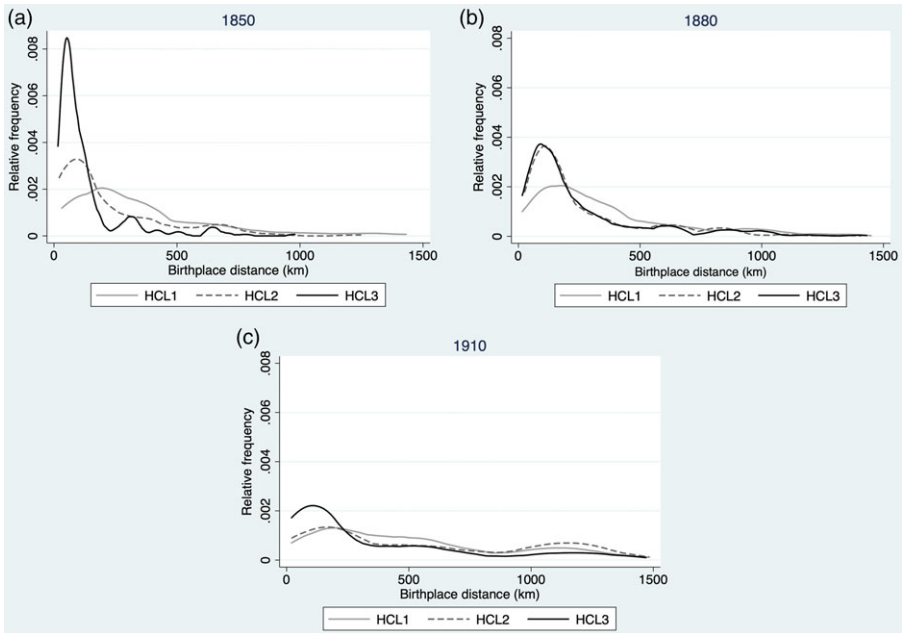 (a)
1850
Relative frequency
.008
.006
.004
.002
0
0 500 1000 1500
Birthplace distance (km)
HCL1 HCL2 HCL3
(b)
1880
Relative frequency
.008
.006
.004
.002
0
0 500 1000 1500
Birthplace distance (km)
HCL1 HCL2 HCL3
(c)
1910
Relative frequency
.008
.006
.004
.002
0
0 500 1000 1500
Birthplace distance (km)
HCL1 HCL2 HCL3